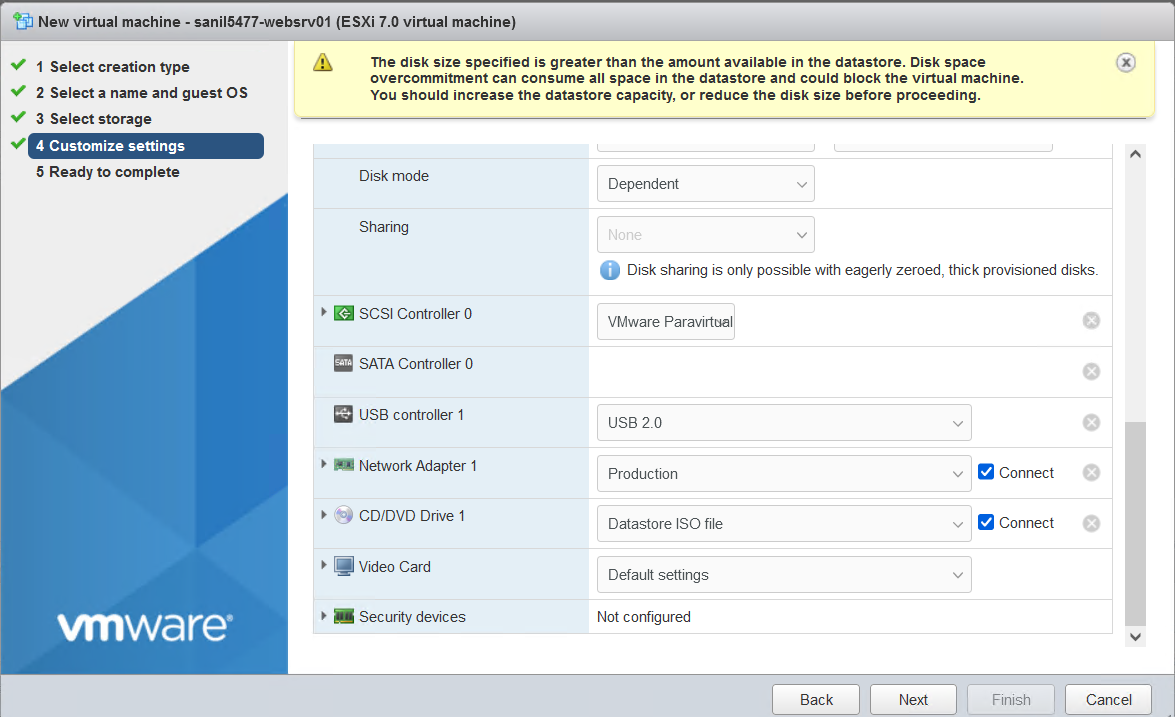 New virtual machine - sanil5477-websrv01 (ESXi 7.0 virtual machine)
1 Select creation type
2 Select a name and guest OS
3 Select storage
4 Customize settings
5 Ready to complete
The disk size specified is greater than the amount available in the datastore. Disk space
overcommitment can consume all space in the datastore and could block the virtual machine.
You should increase the datastore capacity, or reduce the disk size before proceeding.
Disk mode
Dependent
Sharing
None
Disk sharing is only possible with eagerly zeroed, thick provisioned disks.
SCSI Controller 0
VMware Paravirtual
SATA
SATA Controller 0
USB controller 1
USB 2.0
Network Adapter 1
Production
Connect
CD/DVD Drive 1
Datastore ISO file
Connect
Video Card
Default settings
Security devices
Not configured
vmware®
Back
Next
Finish
Cancel